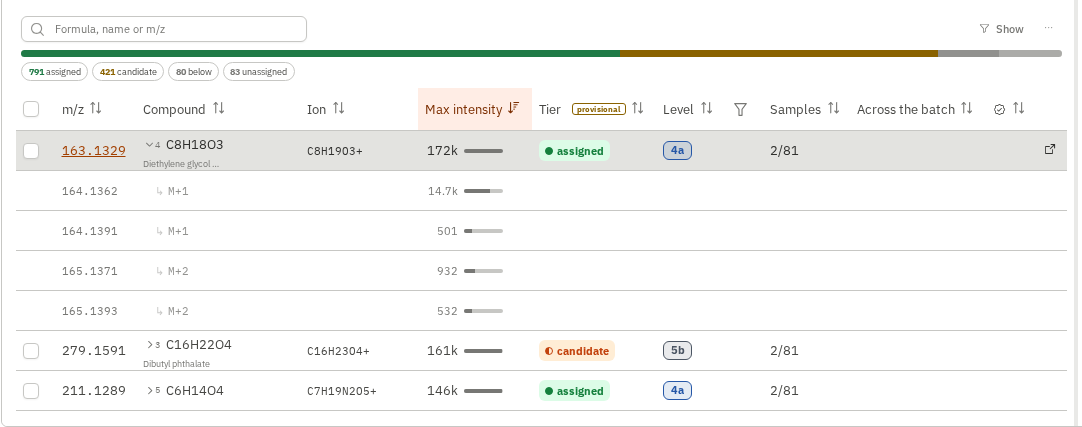 Formula, name or m/z
Show ...
791 assigned 421 candidate 80 below 83 unassigned
m/z Compound Ion Max intensity Tier provisional Level Samples Across the batch
163.1329 4 C8H18O3 C8H19O3+ 172k assigned 4a 2/81
Diethylene glycol ...
164.1362 ↳ M+1 14.7k
164.1391 ↳ M+1 501
165.1371 ↳ M+2 932
165.1393 ↳ M+2 532
279.1591 3 C16H22O4 C16H23O4+ 161k candidate 5b 2/81
Dibutyl phthalate
211.1289 5 C6H14O4 C7H19N2O5+ 146k assigned 4a 2/81